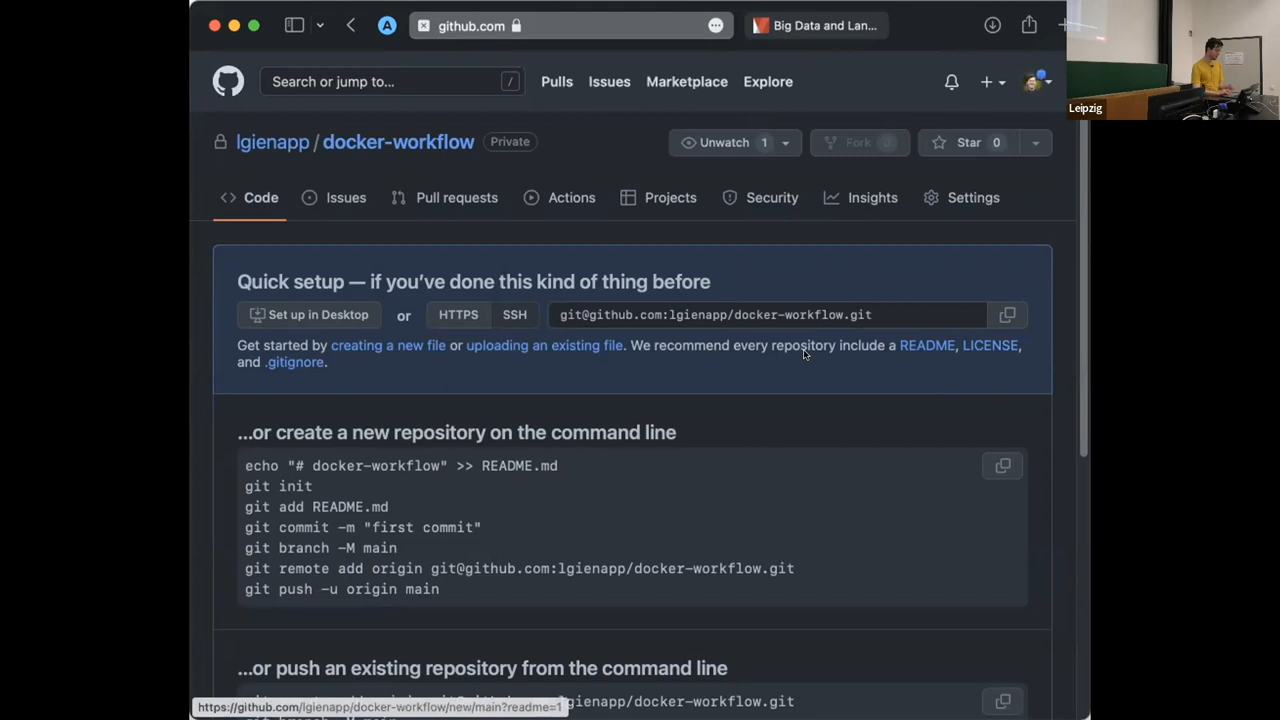 github.com
Big Data and Lan...
Search or jump to... /
Pulls Issues Marketplace Explore
Leipzig
lgienapp / docker-workflow Private
Unwatch 1
Fork 0
Star 0
Code Issues Pull requests Actions Projects Security Insights Settings
Quick setup — if you've done this kind of thing before
Set up in Desktop or HTTPS SSH git@github.com:lgienapp/docker-workflow.git
Get started by creating a new file or uploading an existing file. We recommend every repository include a README, LICENSE,
and .gitignore.
...or create a new repository on the command line
echo "# docker-workflow" >> README.md
git init
git add README.md
git commit -m "first commit"
git branch -M main
git remote add origin git@github.com:lgienapp/docker-workflow.git
git push -u origin main
...or push an existing repository from the command line
lgienapp/docker-workflow.git
https://github.com/lgienapp/docker-workflow/new/main?readme=1